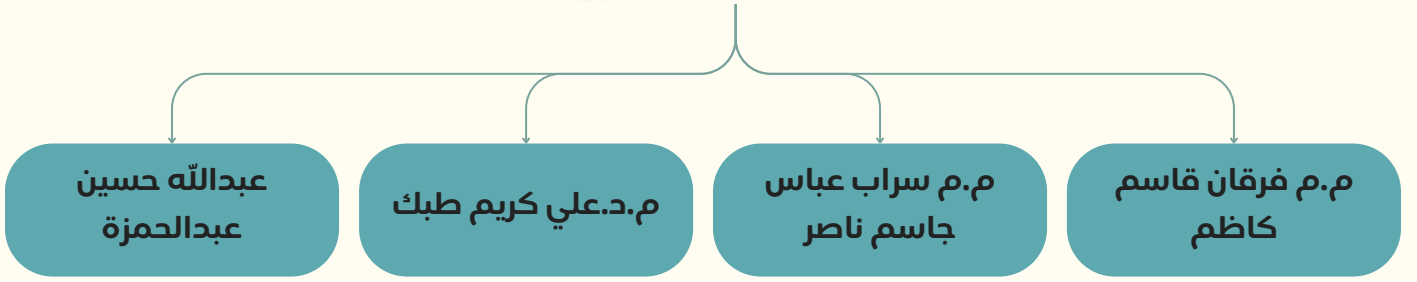 م.م فرقان قاسم
كاظم
م.م سراب عباس
جاسم ناصر
م.د.علي كريم طبك
عبدالله حسين
عبدالحمزة